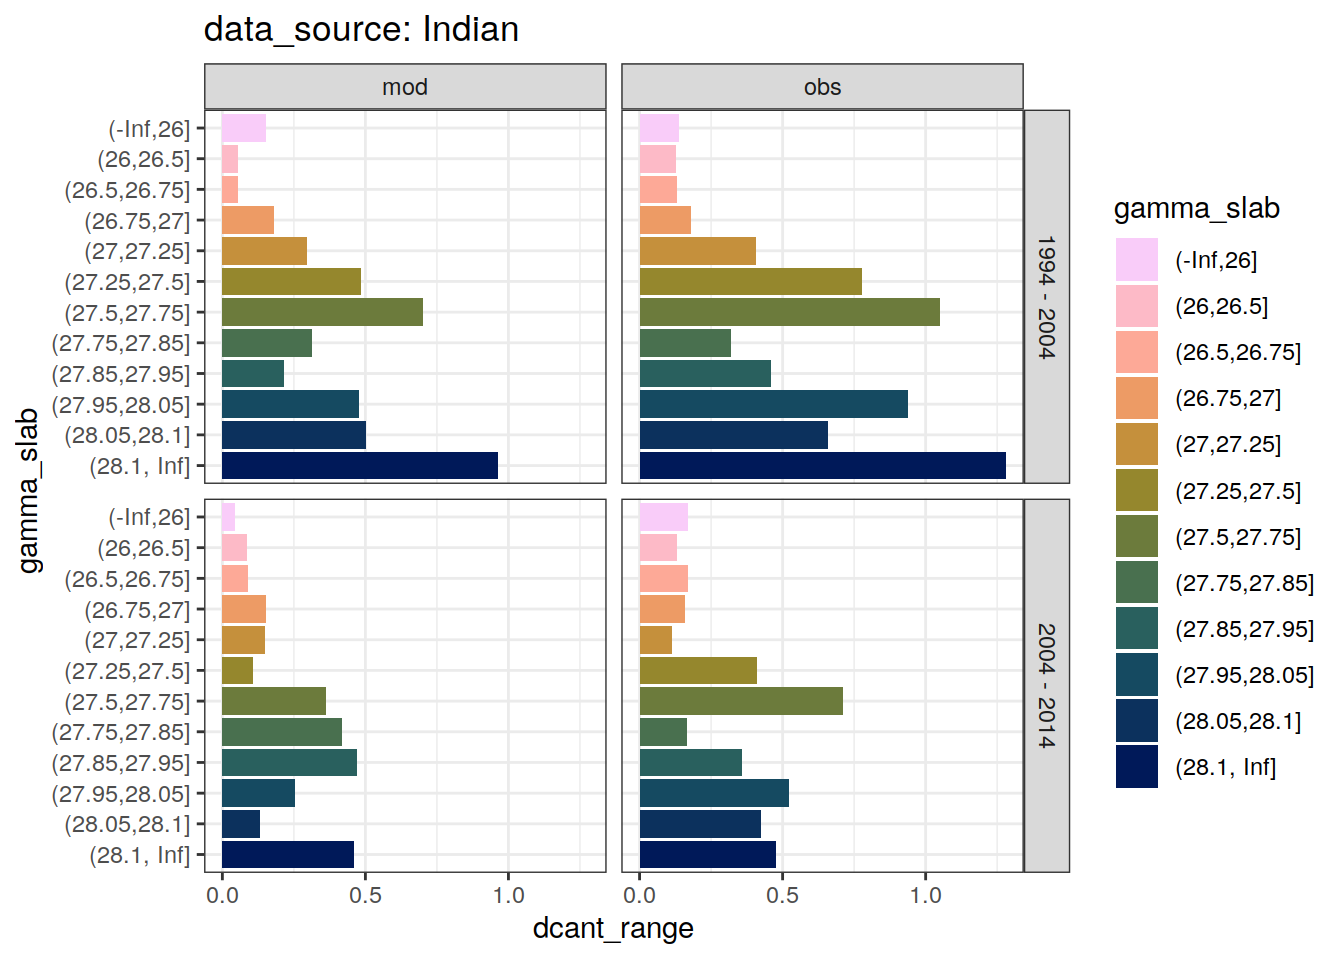 data_source: Indian
mod
obs
(-Inf,26]
(26,26.5]
(26.5,26.75]
(26.75,27]
(27,27.25]
(27.25,27.5]
(27.5,27.75]
(27.75,27.85]
(27.85,27.95]
(27.95,28.05]
(28.05,28.1]
(28.1, Inf]
1994 - 2004
(-Inf,26]
(26,26.5]
(26.5,26.75]
(26.75,27]
(27,27.25]
(27.25,27.5]
(27.5,27.75]
(27.75,27.85]
(27.85,27.95]
(27.95,28.05]
(28.05,28.1]
(28.1, Inf]
2004 - 2014
gamma_slab
0.0 0.5 1.0
0.0 0.5 1.0
dcant_range
gamma_slab
(-Inf,26]
(26,26.5]
(26.5,26.75]
(26.75,27]
(27,27.25]
(27.25,27.5]
(27.5,27.75]
(27.75,27.85]
(27.85,27.95]
(27.95,28.05]
(28.05,28.1]
(28.1, Inf]